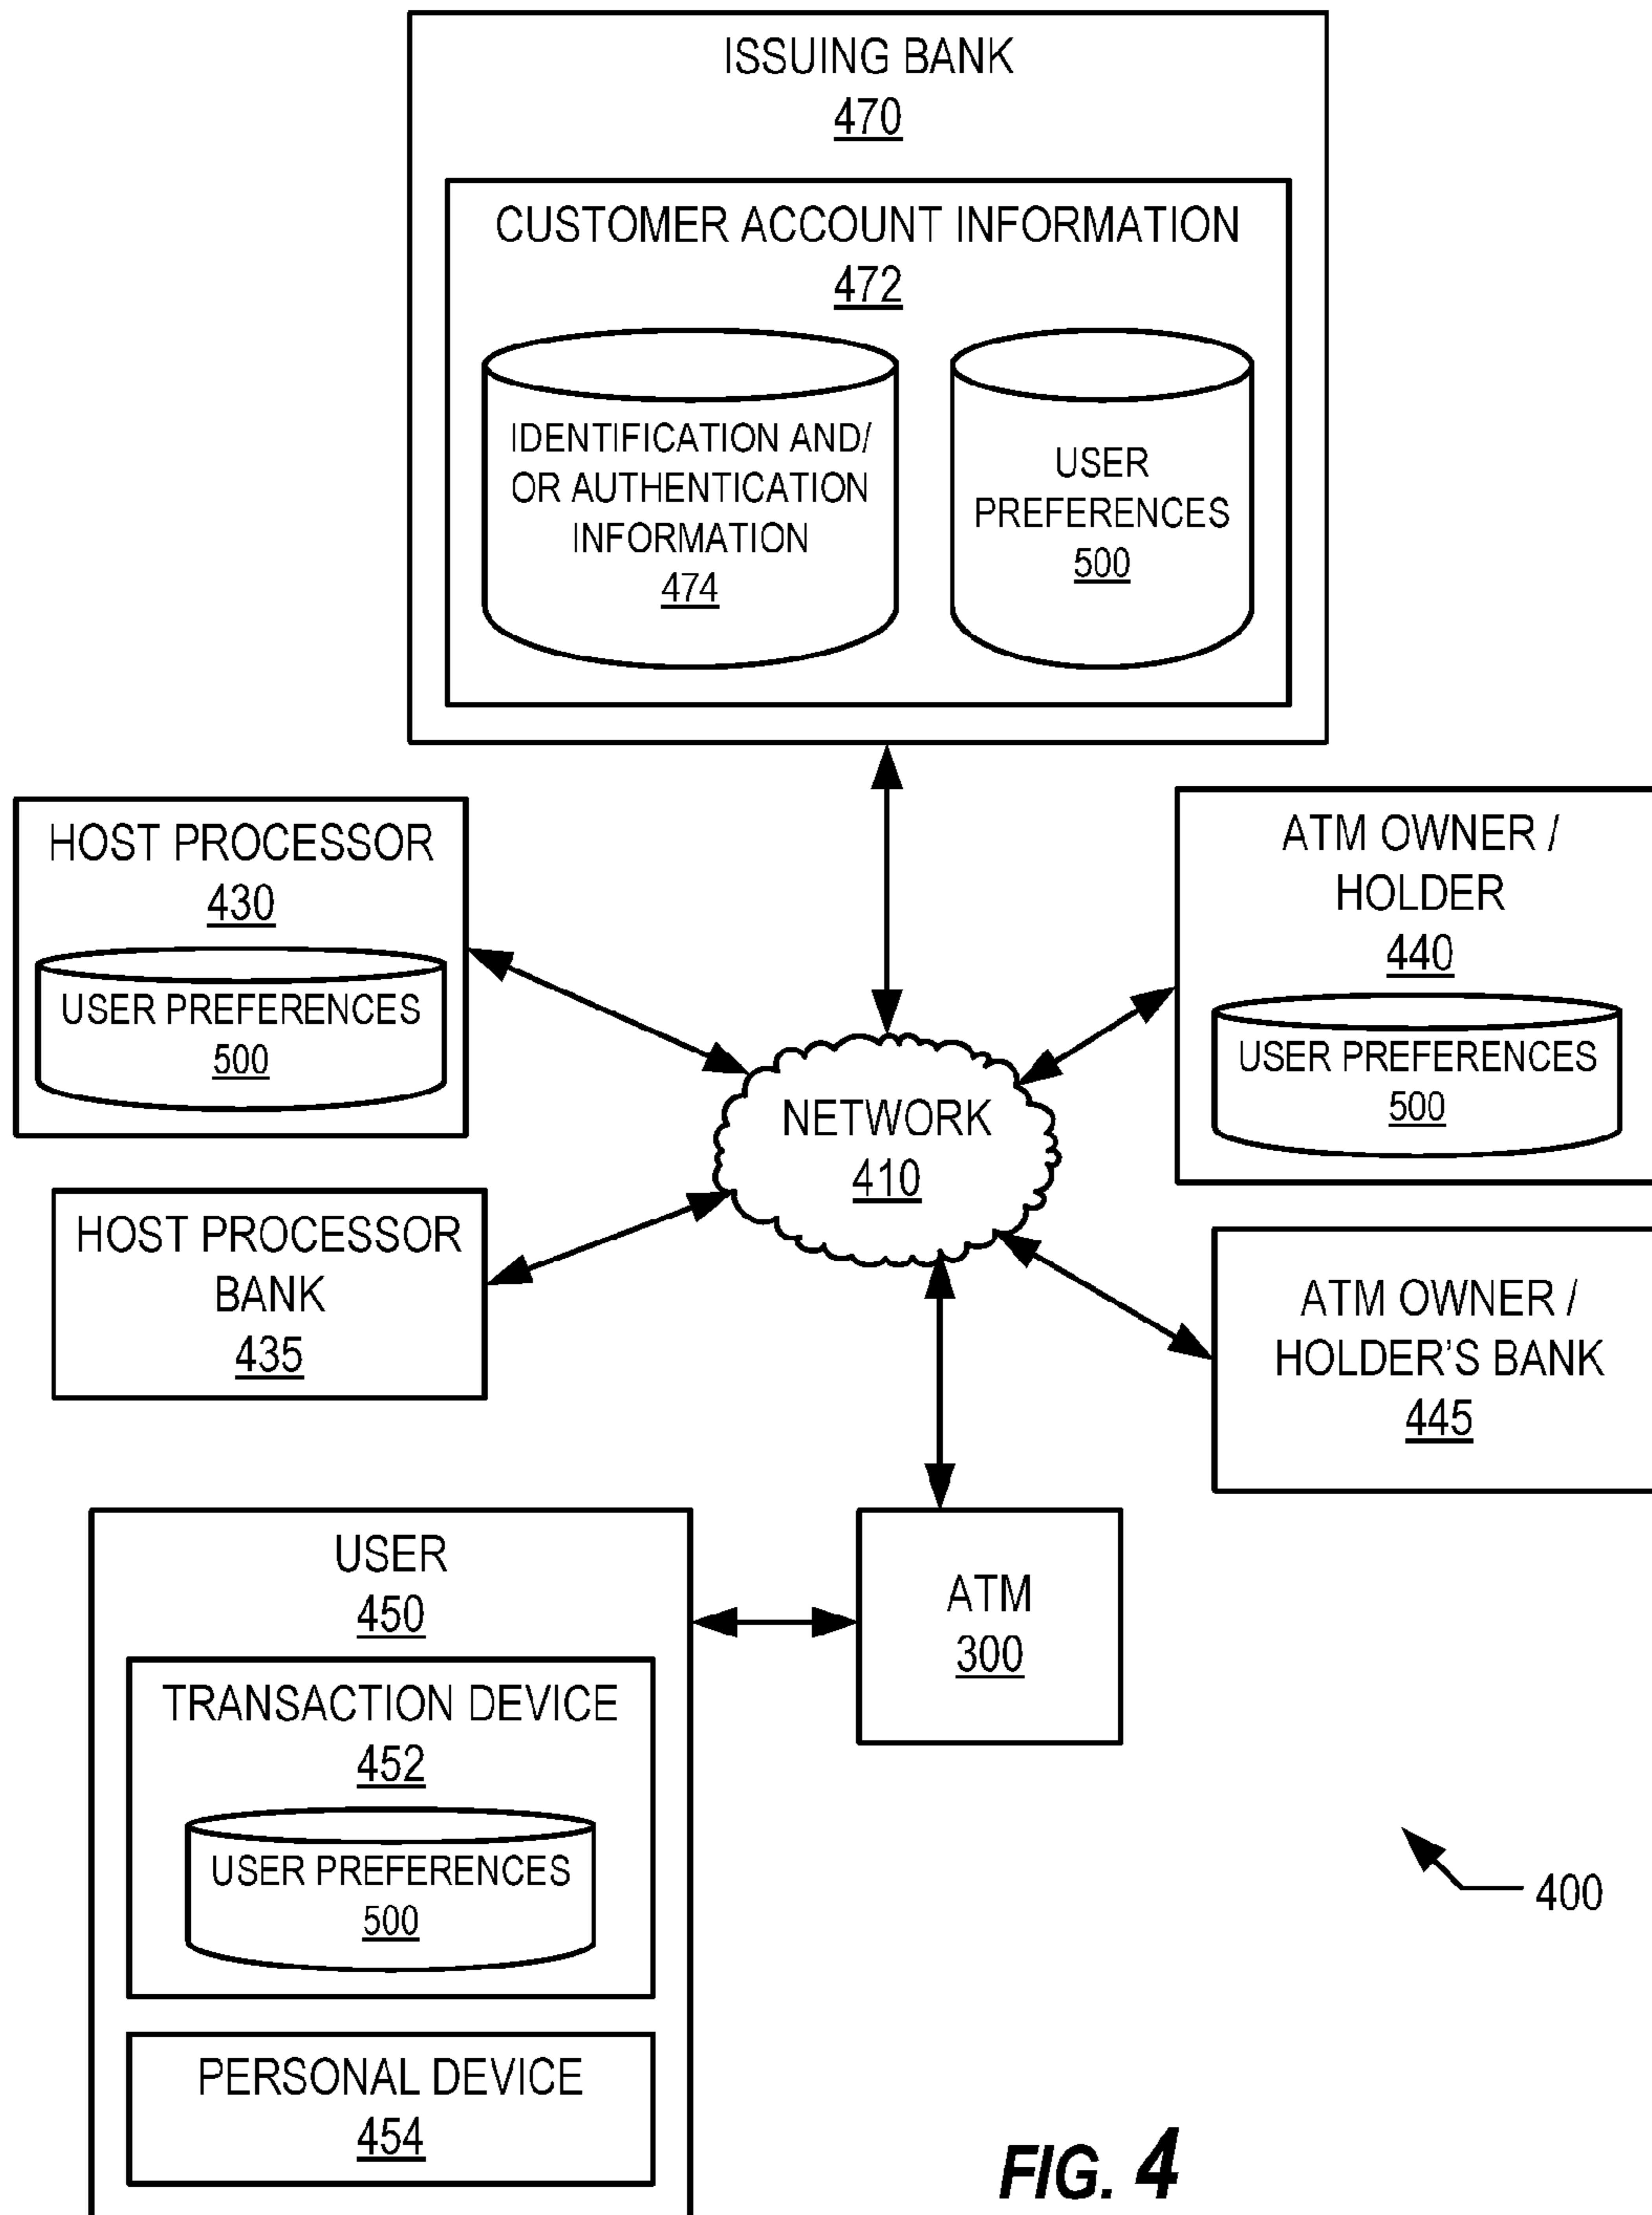 ISSUING BANK
470
CUSTOMER ACCOUNT INFORMATION
472
IDENTIFICATION AND/
OR AUTHENTICATION
INFORMATION
474
USER
PREFERENCES
500
HOST PROCESSOR
430
USER PREFERENCES
500
ATM OWNER /
HOLDER
440
USER PREFERENCES
500
NETWORK
410
HOST PROCESSOR
BANK
435
ATM OWNER /
HOLDER'S BANK
445
USER
450
TRANSACTION DEVICE
452
USER PREFERENCES
500
PERSONAL DEVICE
454
ATM
300
400
FIG. 4